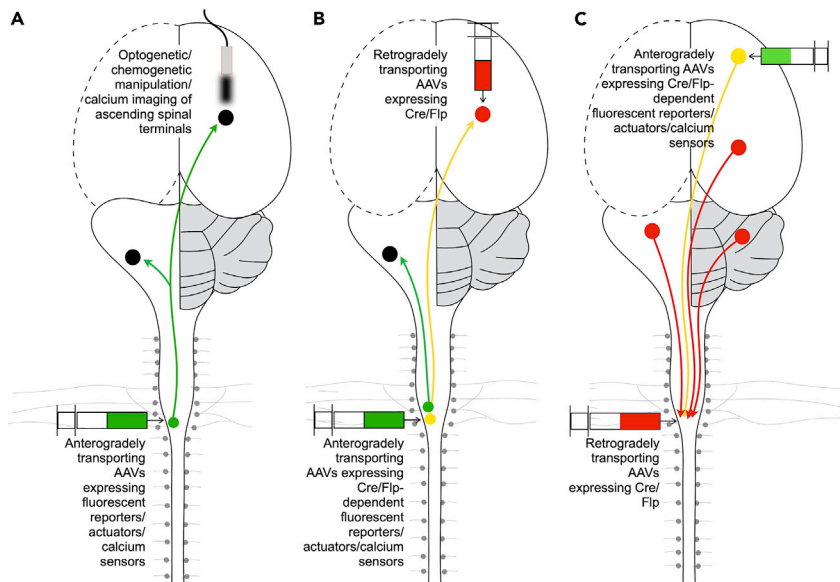 A
Optogenetic/
chemogenetic
manipulation/
calcium imaging of
ascending spinal
terminals
Anterogradely
transporting
AAVs
expressing
fluorescent
reporters/
actuators/
calcium
sensors
B
Retrogradely
transporting
AAVs
expressing
Cre/Flp
Anterogradely
transporting
AAVs expressing
Cre/Flp-
dependent
fluorescent
reporters/
actuators/calcium
sensors
C
Anterogradely
transporting AAVs
expressing Cre/Flp-
dependent
fluorescent reporters/
actuators/calcium
sensors
Retrogradely
transporting
AAVs
expressing Cre/
Flp